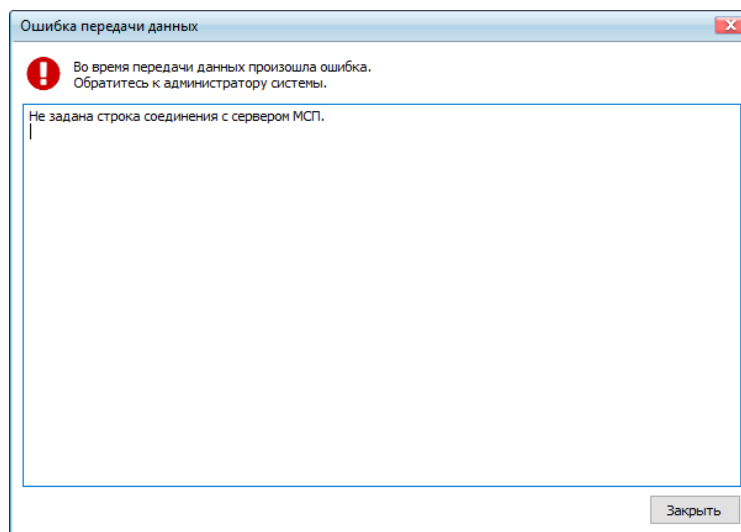 Ошибка передачи данных
Во время передачи данных произошла ошибка.
Обратитесь к администратору системы.
Не задана строка соединения с сервером МСП.
Закрыть